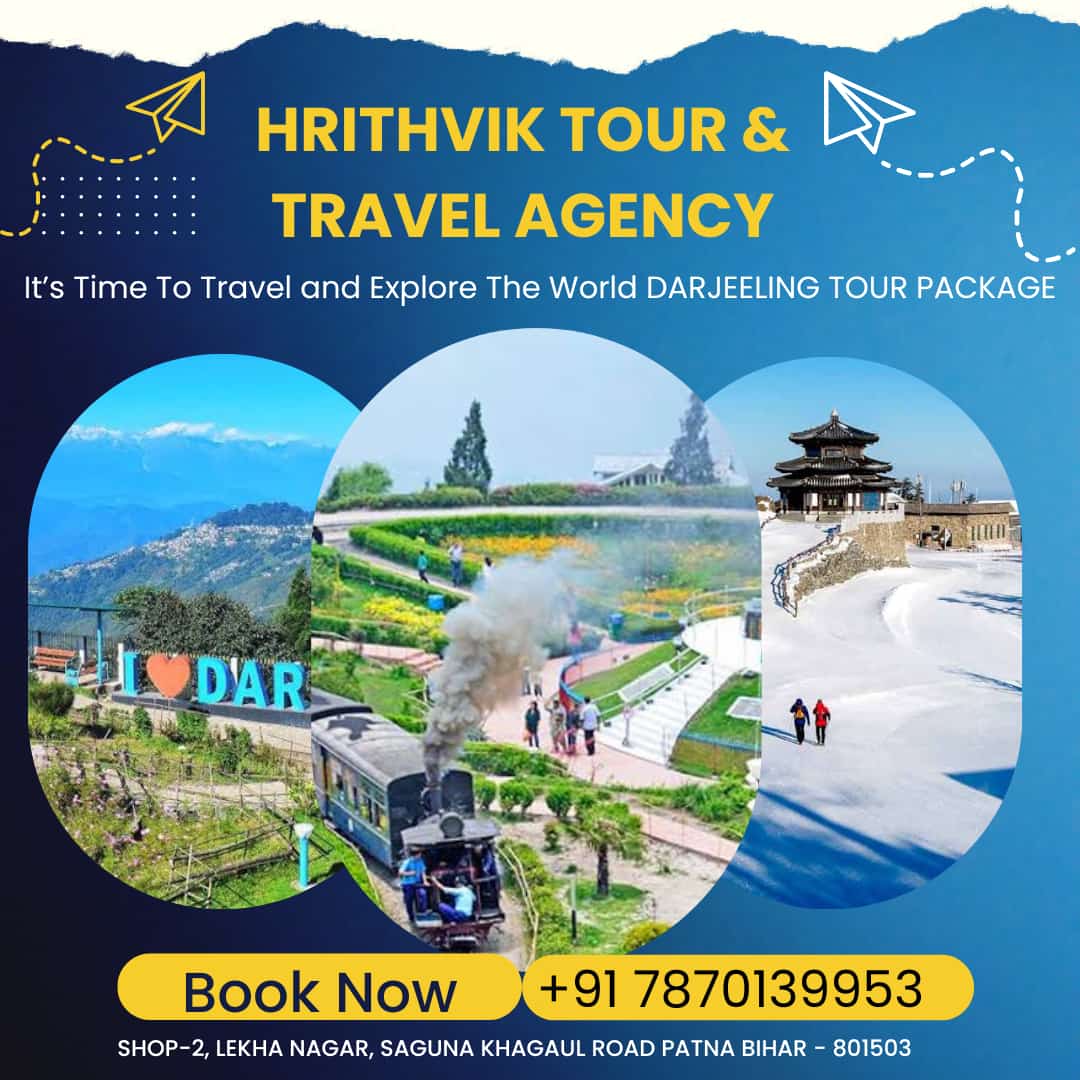 HRITHVIK TOUR &
TRAVEL AGENCY
It's Time To Travel and Explore The World DARJEELING TOUR PACKAGE
I ❤ DAR
Book Now
+91 7870139953
SHOP-2, LEKHA NAGAR, SAGUNA KHAGAUL ROAD PATNA BIHAR - 801503